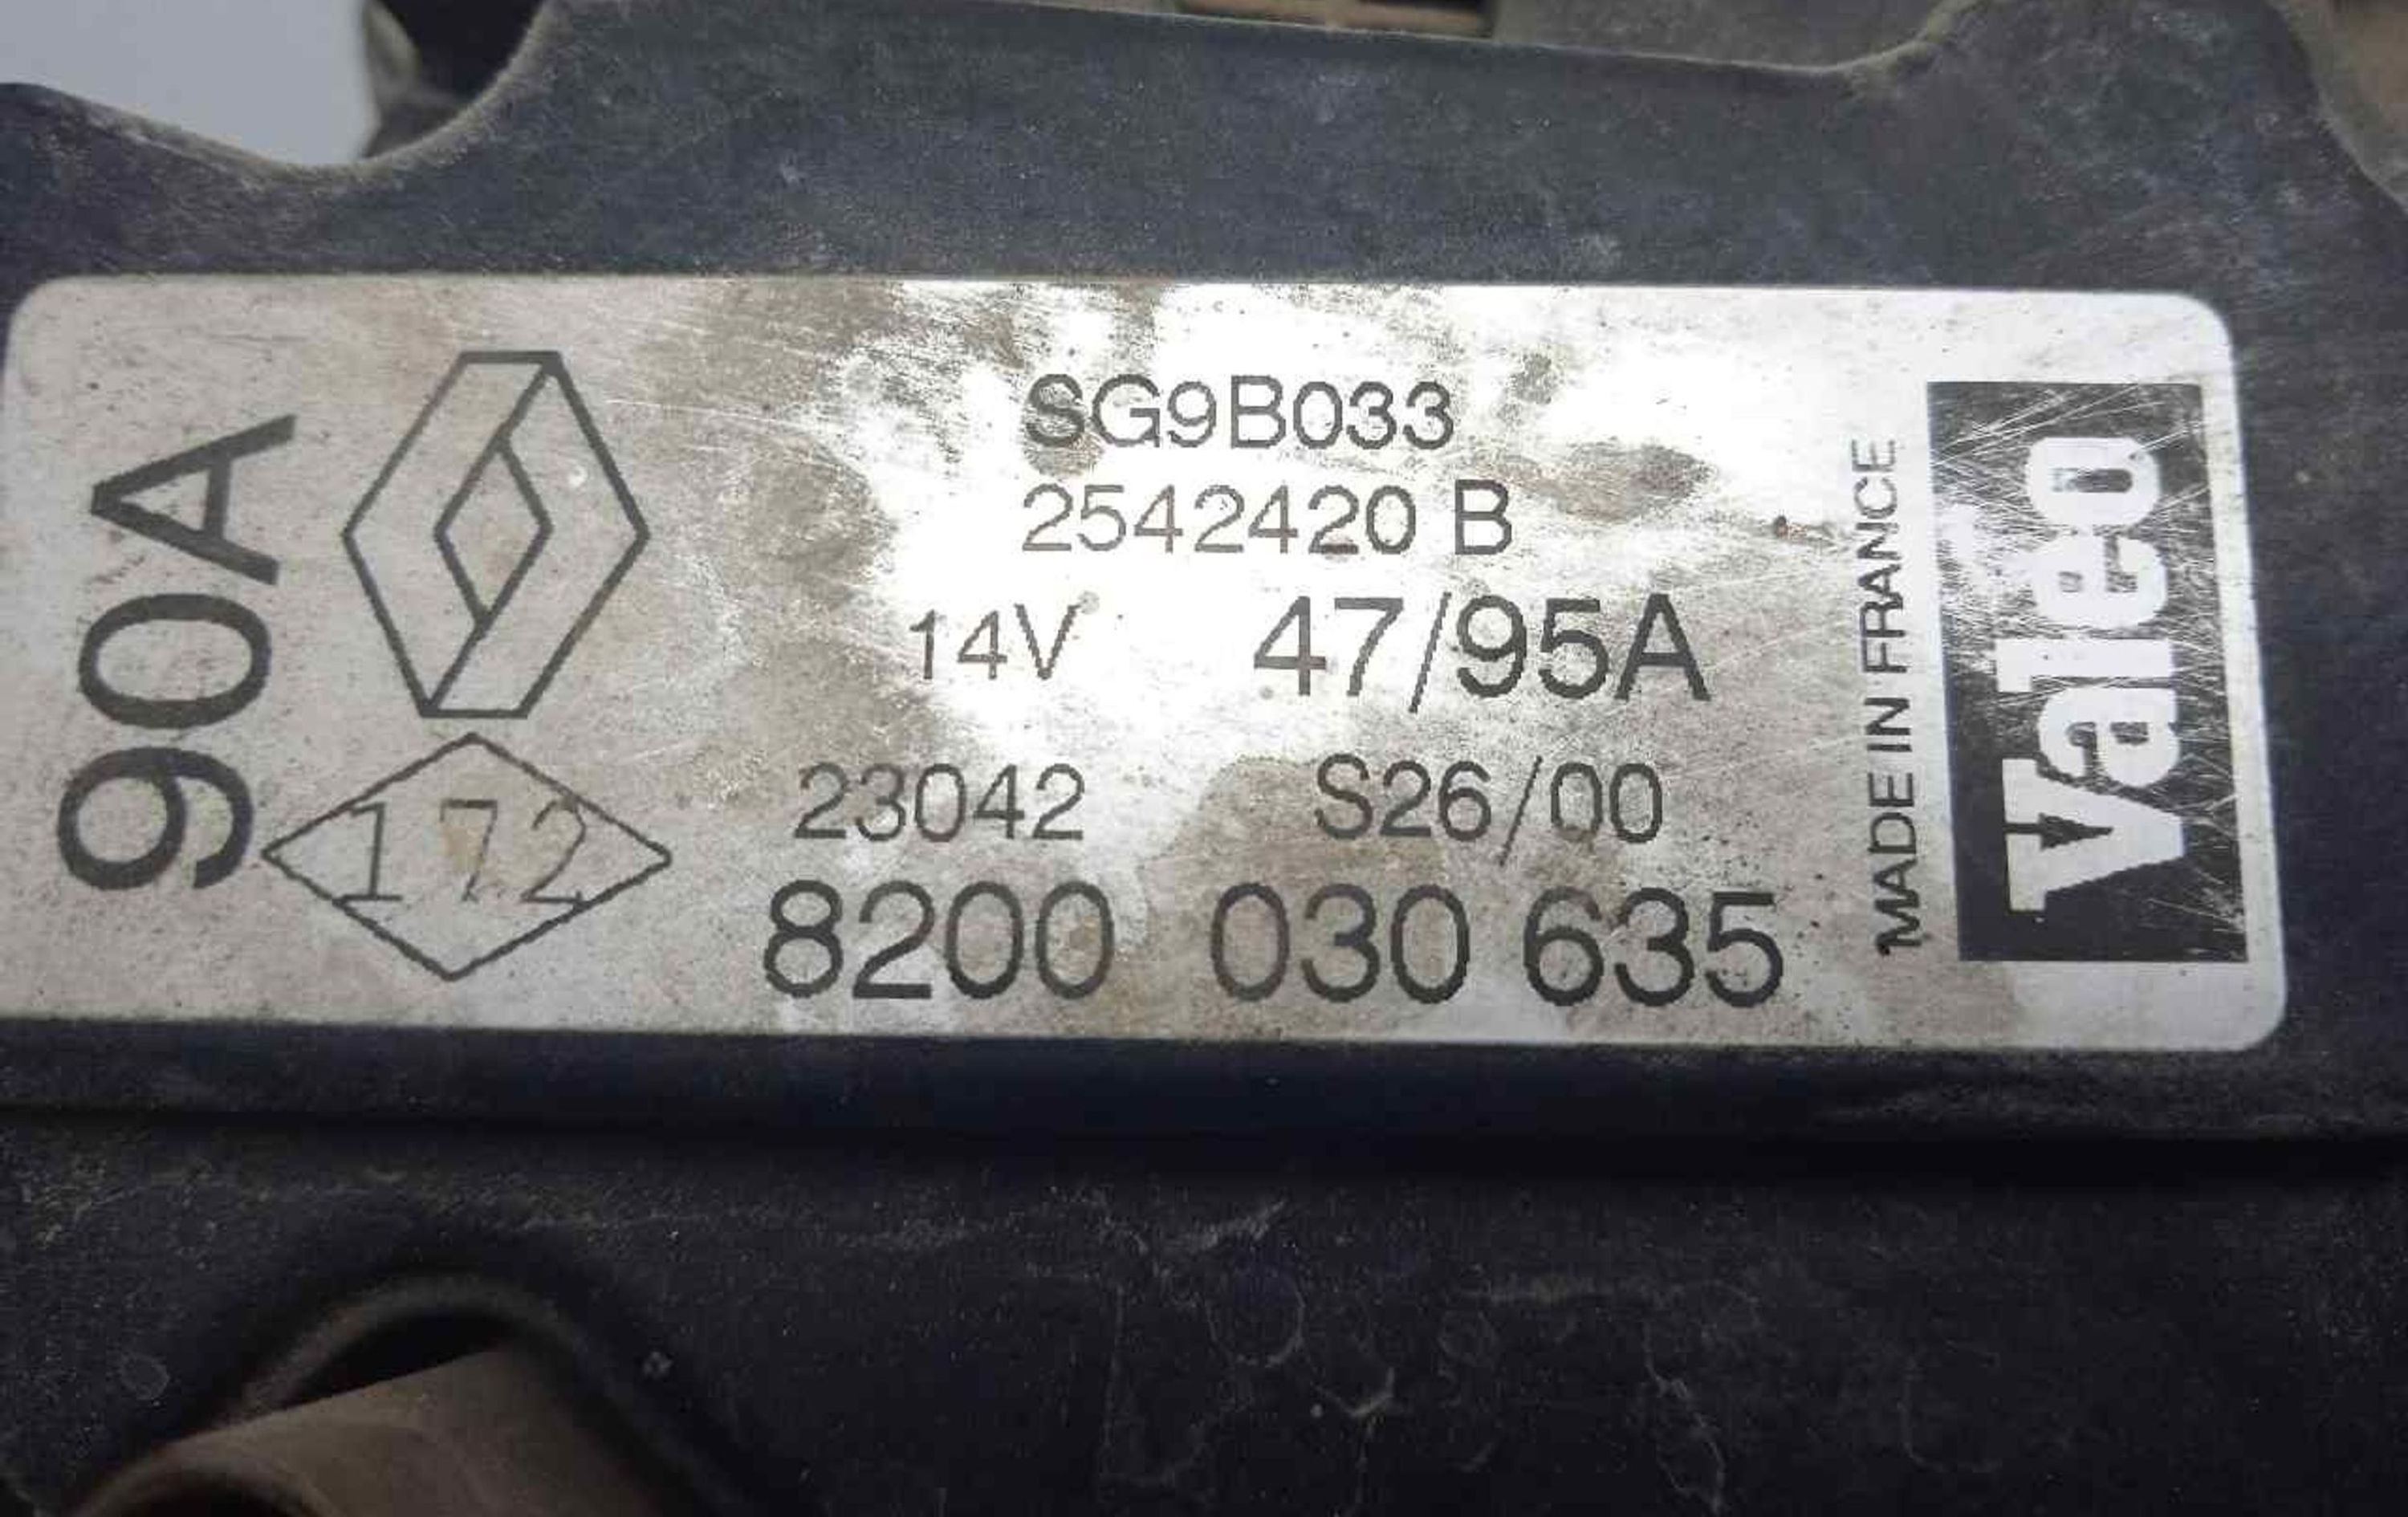 90A
172
SG9B033
2542420 B
14V 47/95A
23042 S26/00
8200 030 635
MADE IN FRANCE
Valeo